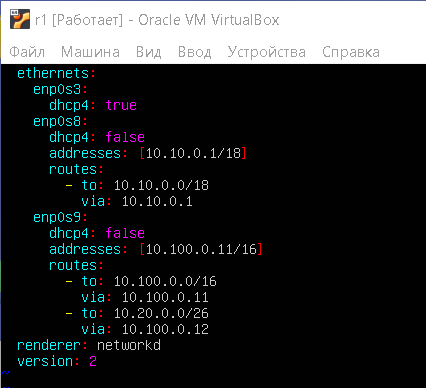 r1 [Работает] - Oracle VM VirtualBox
Файл Машина Вид Ввод Устройства Справка
  ethernets:
    enp0s3:
      dhcp4: true
    enp0s8:
      dhcp4: false
      addresses: [10.10.0.1/18]
      routes:
        - to: 10.10.0.0/18
          via: 10.10.0.1
    enp0s9:
      dhcp4: false
      addresses: [10.100.0.11/16]
      routes:
        - to: 10.100.0.0/16
          via: 10.100.0.11
        - to: 10.20.0.0/26
          via: 10.100.0.12
  renderer: networkd
  version: 2
~